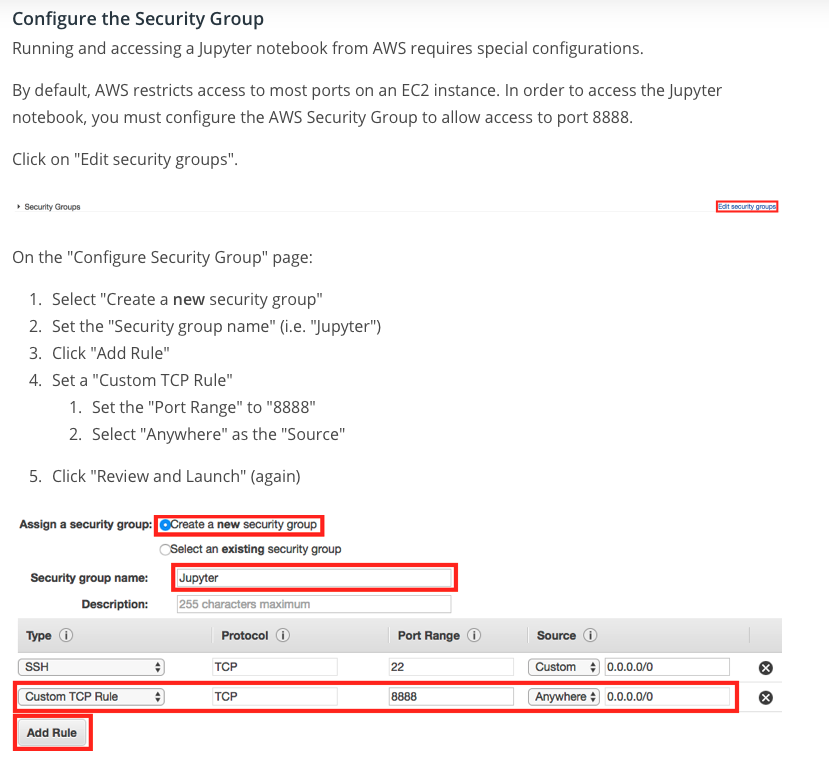 Configure the Security Group
Running and accessing a Jupyter notebook from AWS requires special configurations.
By default, AWS restricts access to most ports on an EC2 instance. In order to access the Jupyter
notebook, you must configure the AWS Security Group to allow access to port 8888.
Click on "Edit security groups".
Security Groups
Edit security groups
On the "Configure Security Group" page:
1. Select "Create a new security group"
2. Set the "Security group name" (i.e. "Jupyter")
3. Click "Add Rule"
4. Set a "Custom TCP Rule"
1. Set the "Port Range" to "8888"
2. Select "Anywhere" as the "Source"
5. Click "Review and Launch" (again)
Assign a security group: Create a new security group
Select an existing security group
Security group name: Jupyter
Description: 255 characters maximum
Type i Protocol i Port Range i Source i
SSH TCP 22 Custom 0.0.0.0/0
Custom TCP Rule TCP 8888 Anywhere 0.0.0.0/0
Add Rule